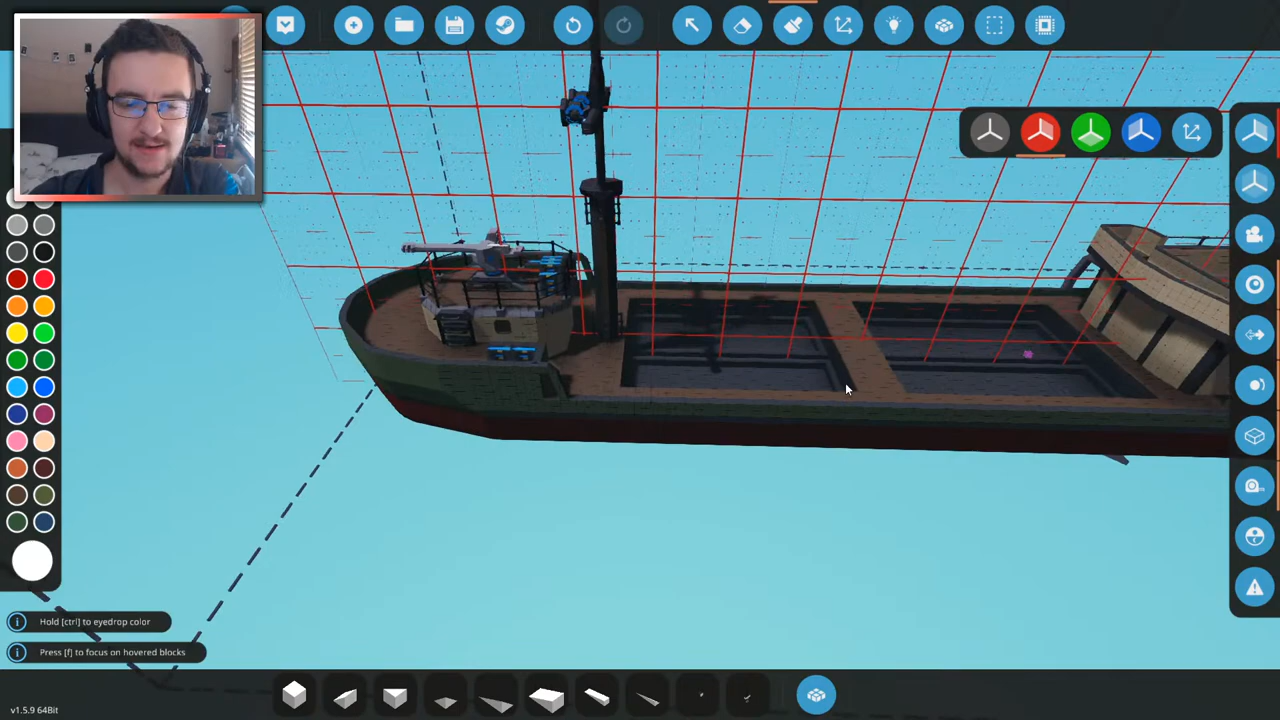 Hold [ctrl] to eyedrop color
Press [f] to focus on hovered blocks
v1.5.9 64Bit